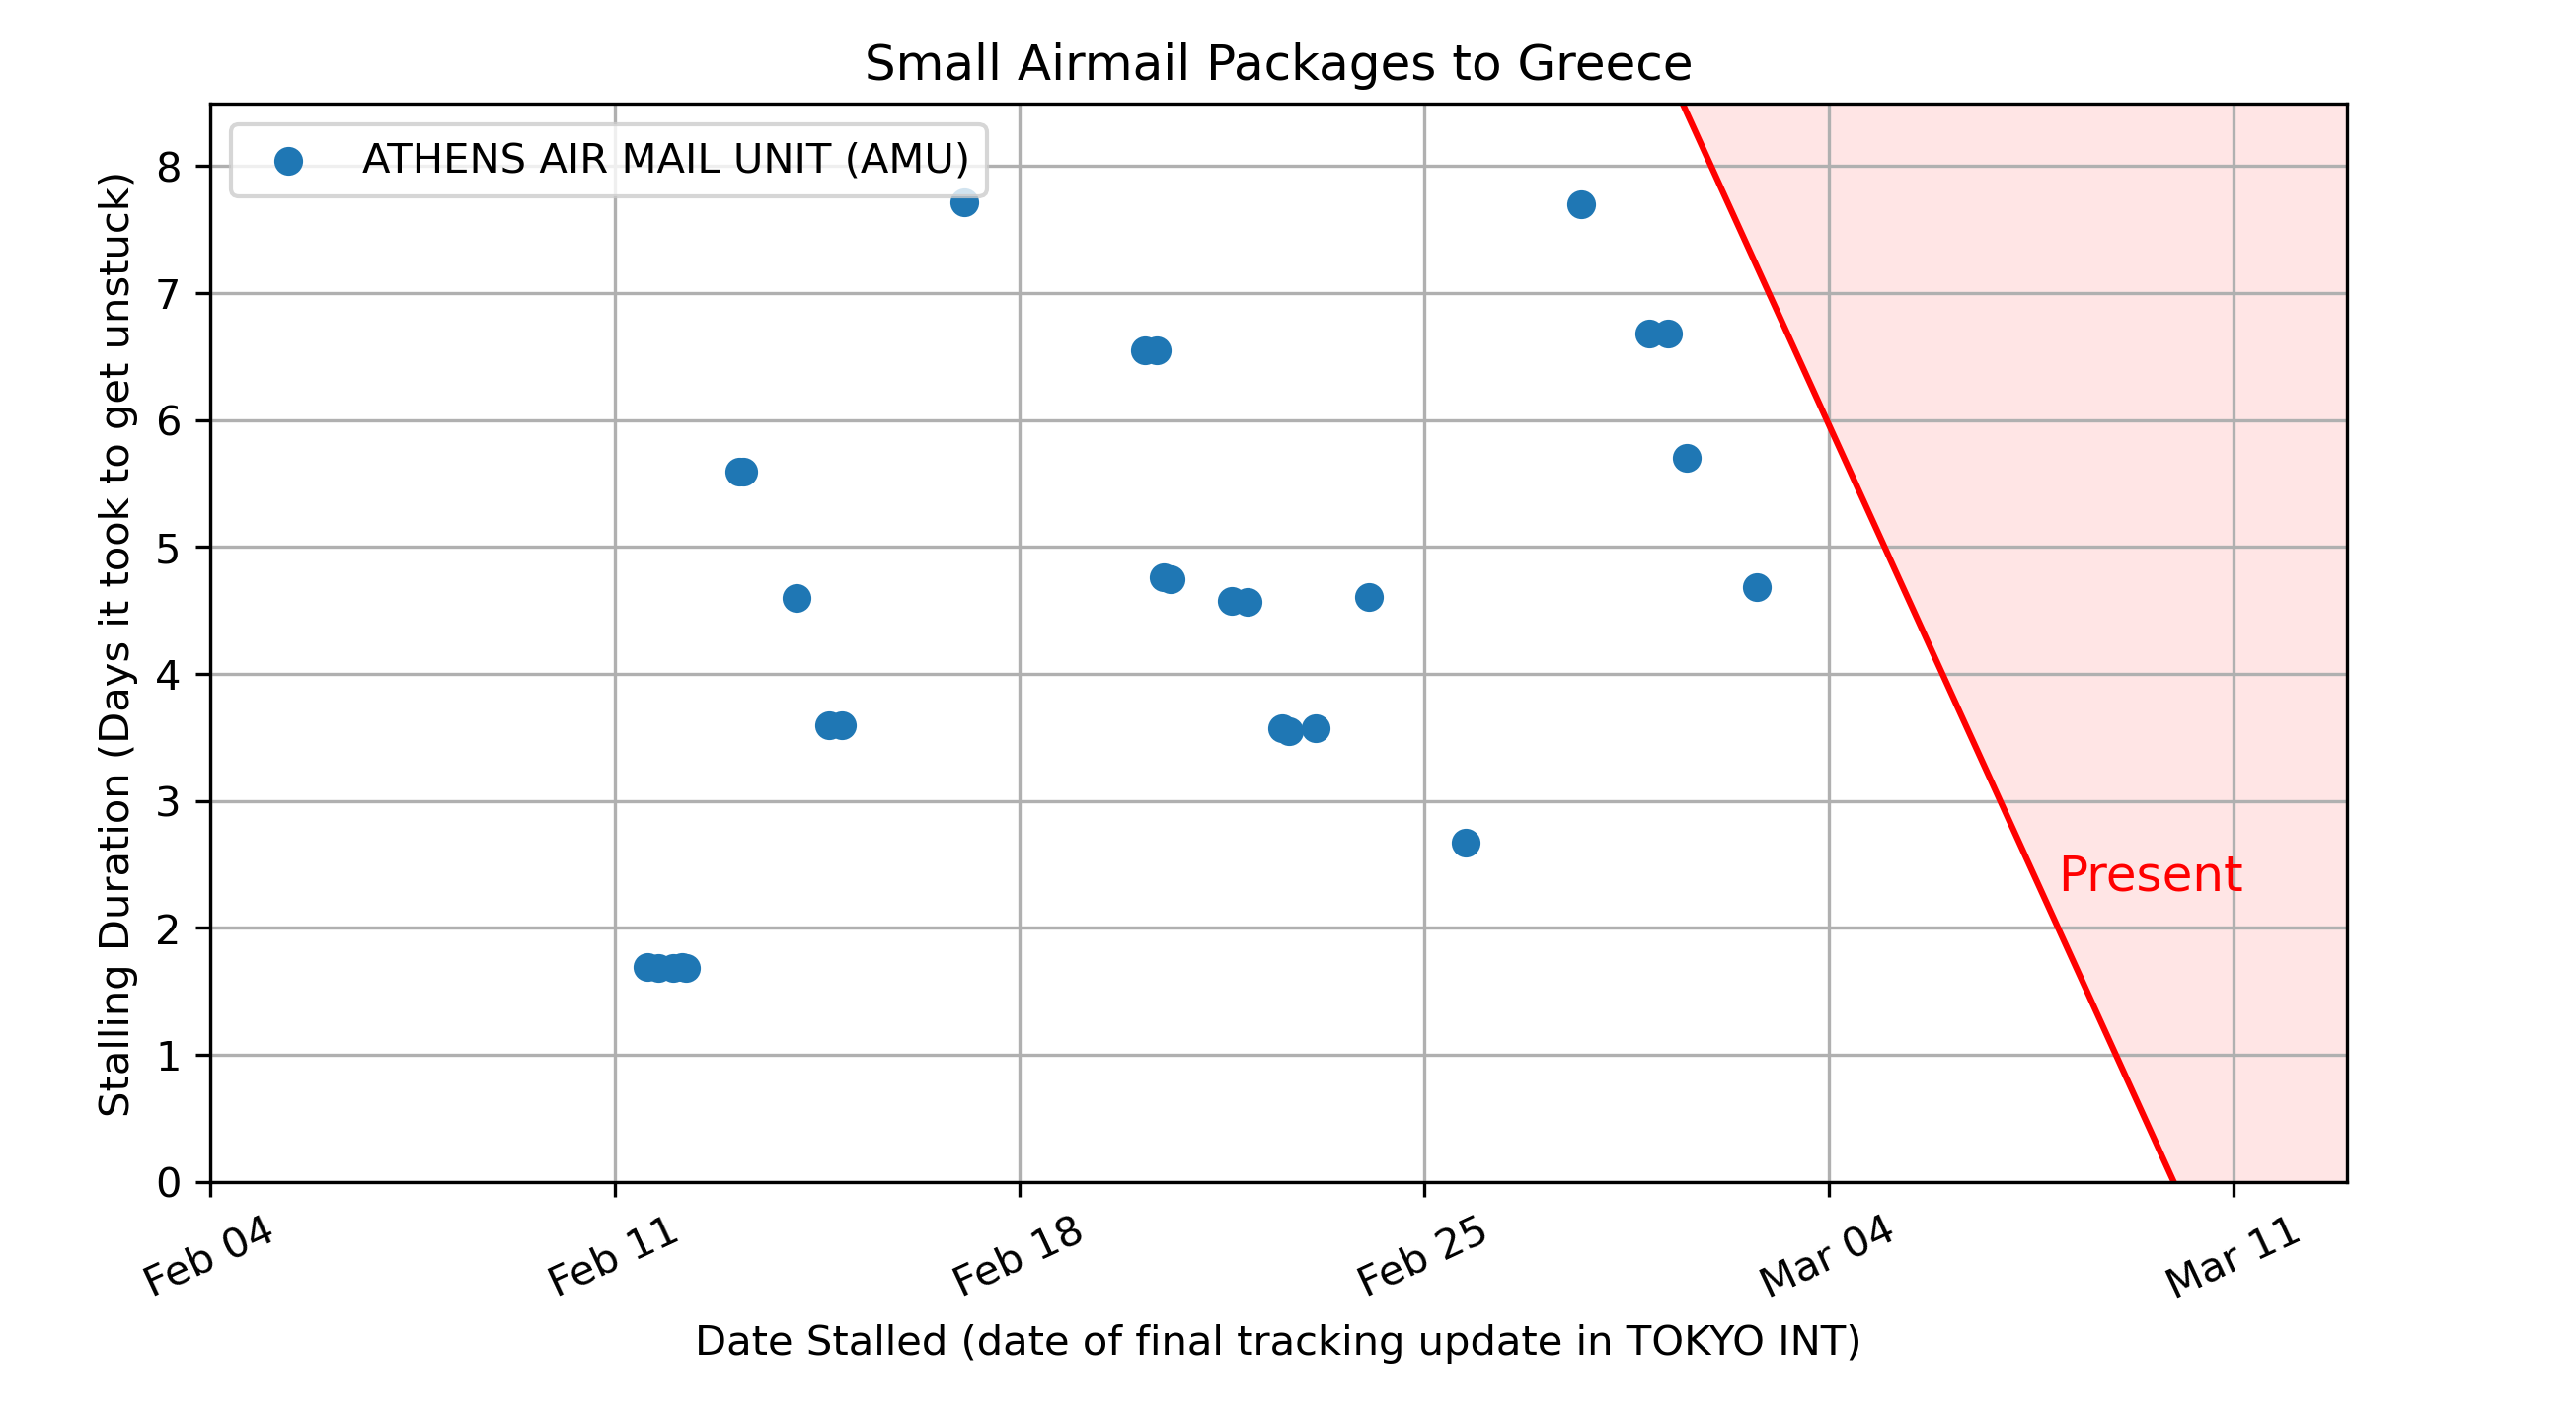 Small Airmail Packages to Greece
ATHENS AIR MAIL UNIT (AMU)
Stalling Duration (Days it took to get unstuck)
8
7
6
5
4
3
2
1
0
Present
Feb 04
Feb 11
Feb 18
Feb 25
Mar 04
Mar 11
Date Stalled (date of final tracking update in TOKYO INT)